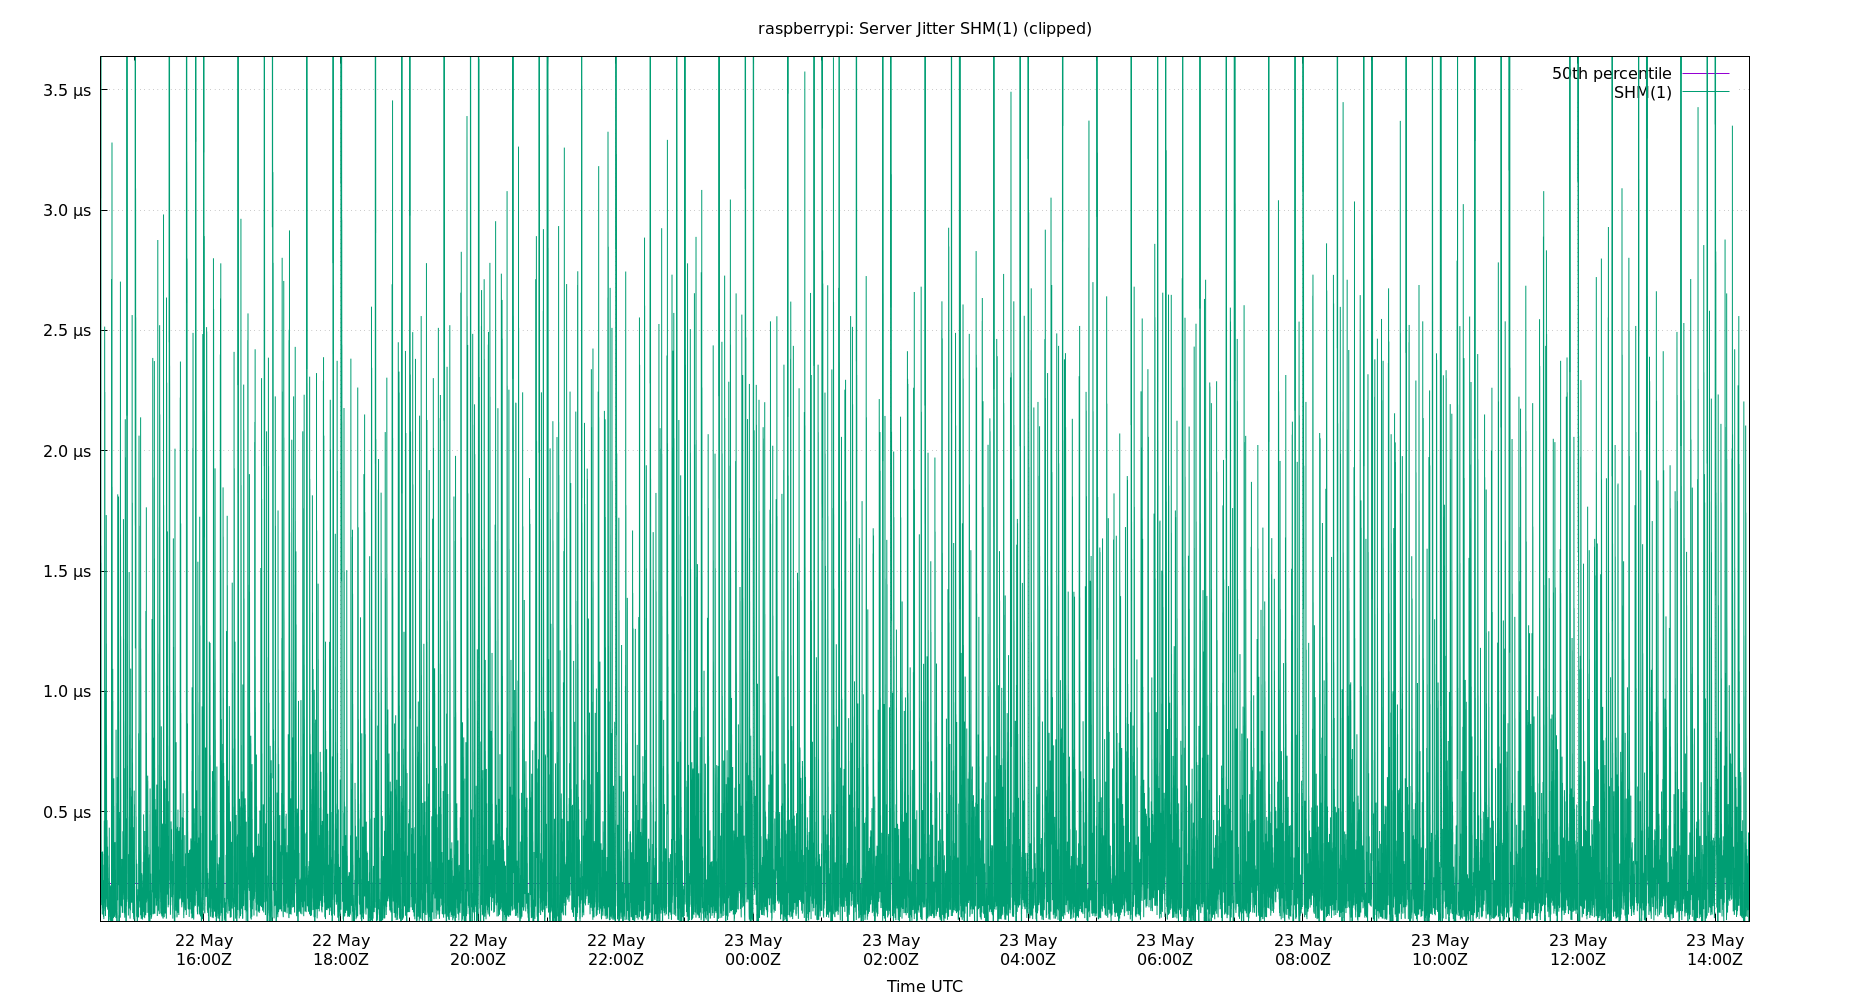 raspberrypi: Server Jitter SHM(1) (clipped)
50th percentile
SHM(1)
3.5 µs
3.0 µs
2.5 µs
2.0 µs
1.5 µs
1.0 µs
0.5 µs
22 May 22 May 22 May 22 May 23 May 23 May 23 May 23 May 23 May 23 May 23 May 23 May
16:00Z 18:00Z 20:00Z 22:00Z 00:00Z 02:00Z 04:00Z 06:00Z 08:00Z 10:00Z 12:00Z 14:00Z
Time UTC